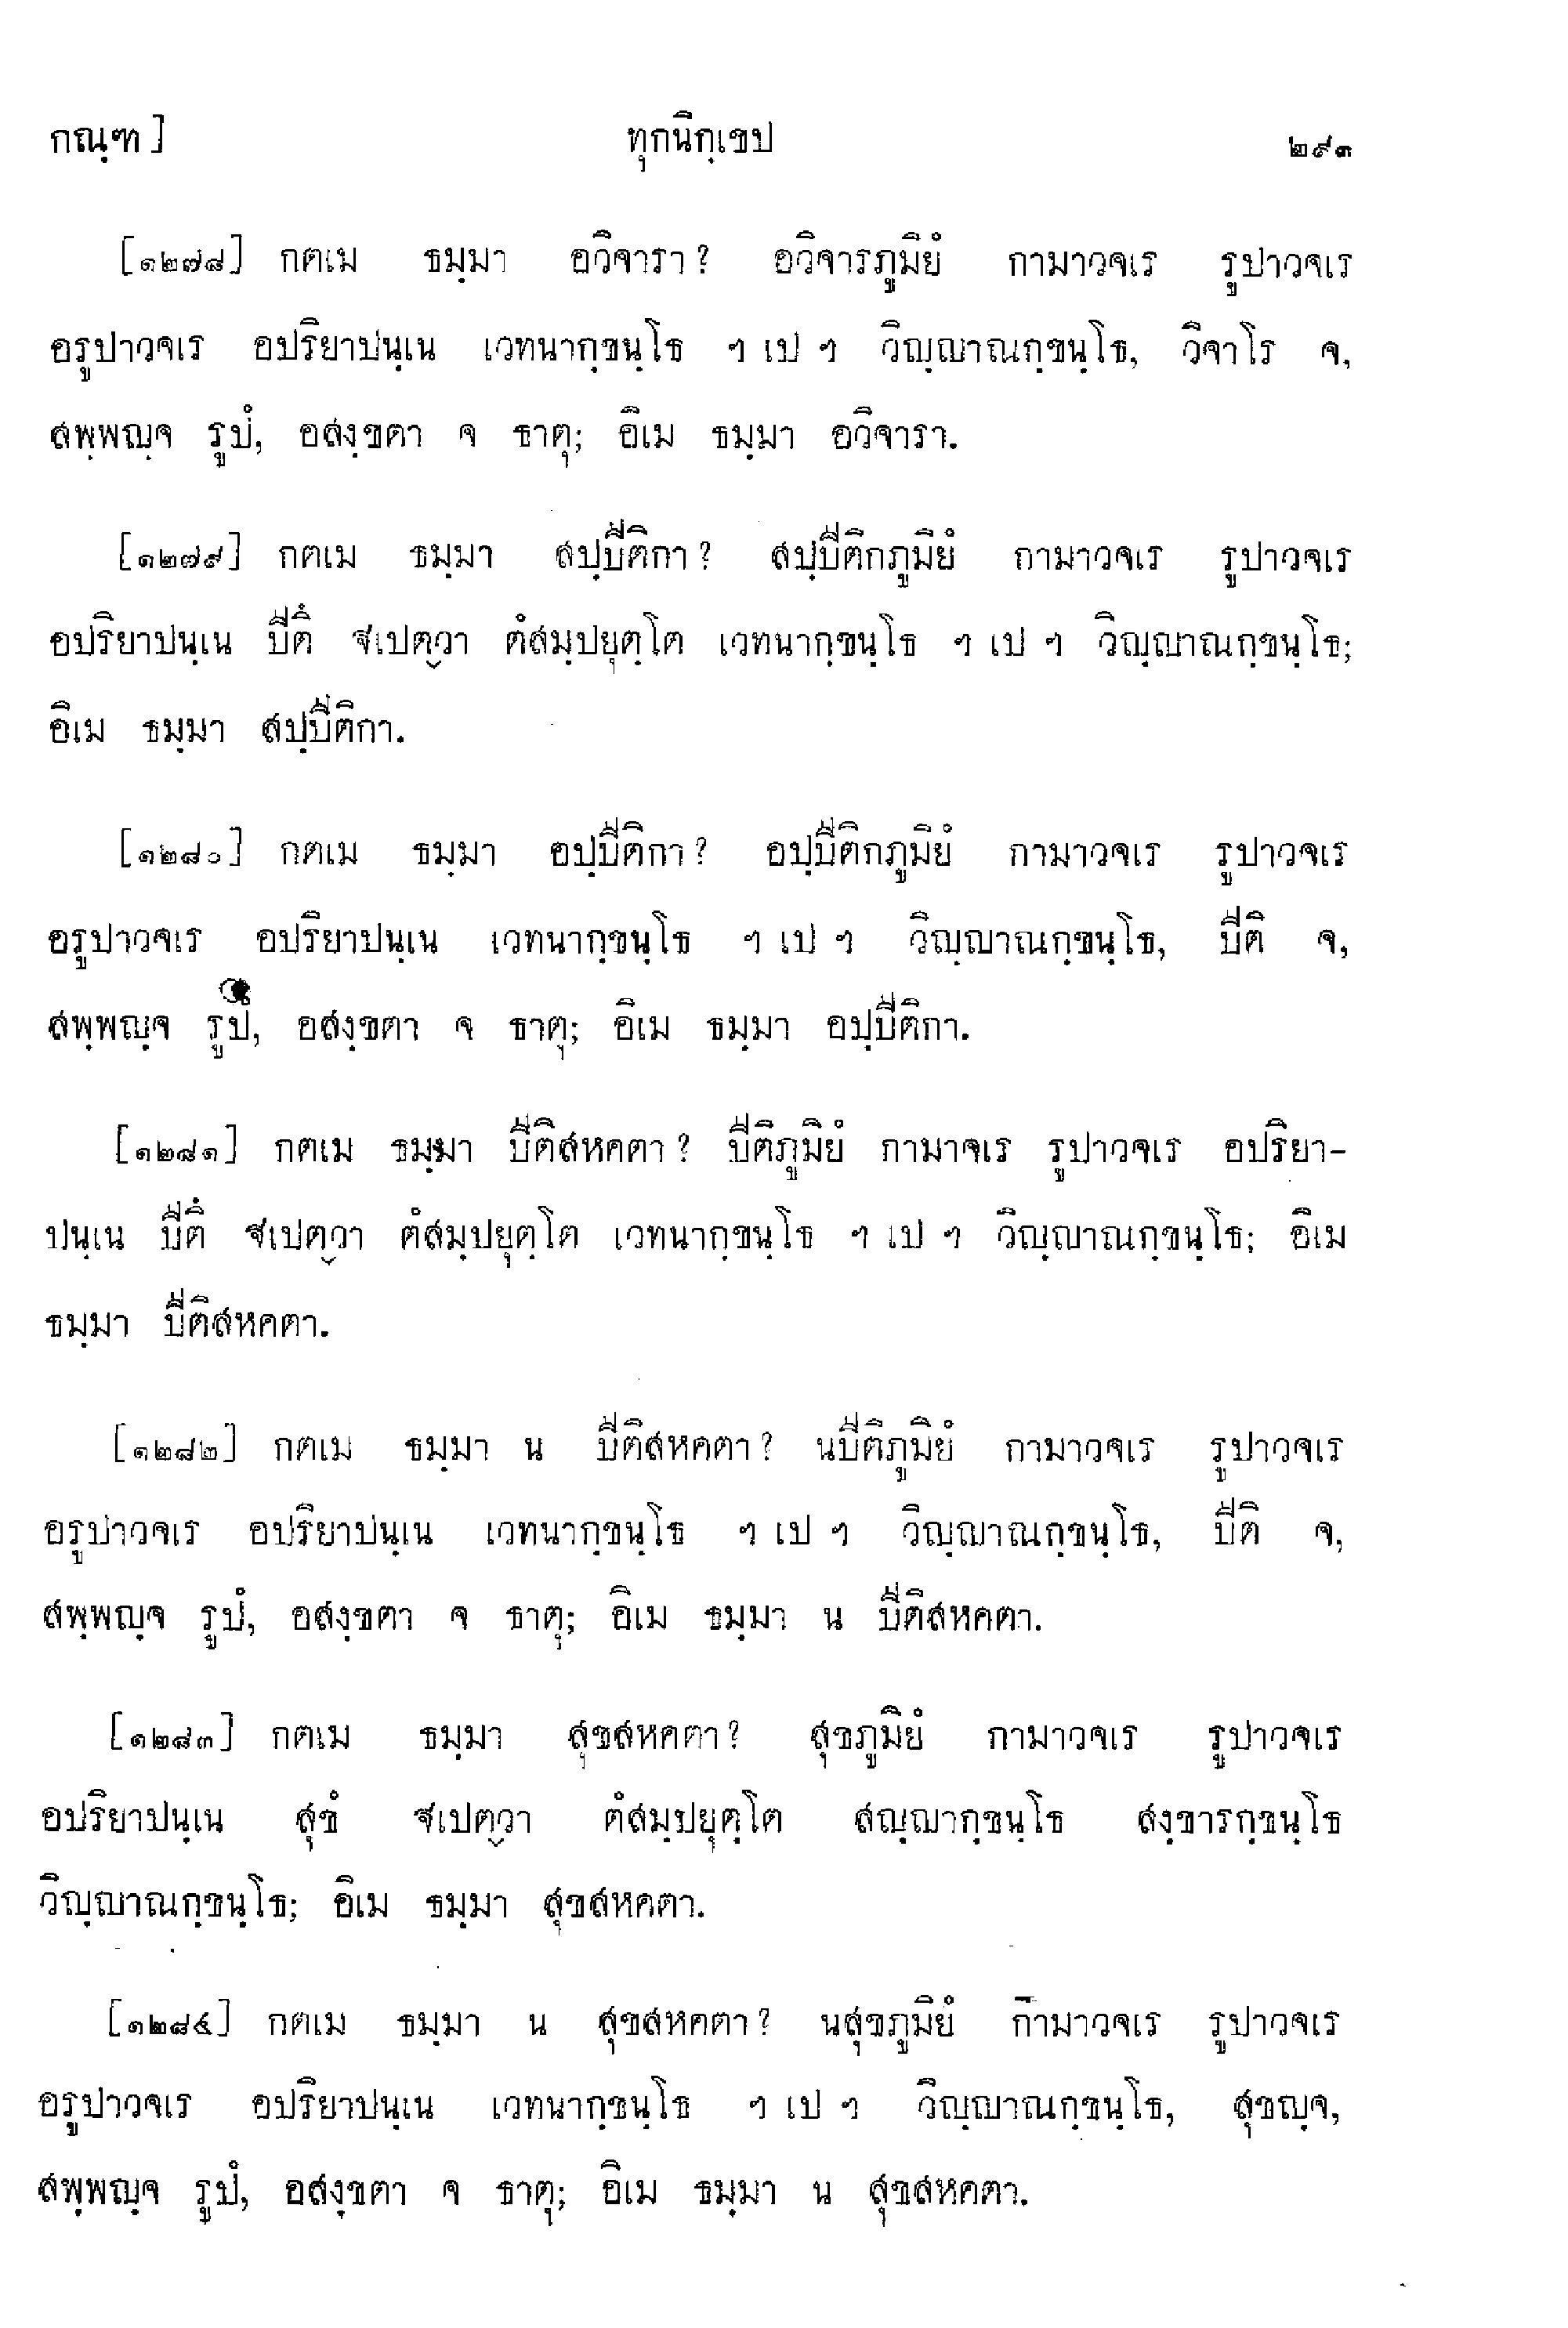 กณฺฑ ] ทุกนิกฺเขป ๒๙๓
[๑๒๗๘] กตเม ธมฺมา อวิจารา? อวิจารภูมิยํ กามาวจเร รูปาวจเร
อรูปาวจเร อปริยาปนฺเน เวทนากฺขนฺโธ ฯ เป ฯ วิญฺญาณกฺขนฺโธ, วิจาโร จ,
สพฺพญฺจ รูปํ, อสงฺขตา จ ธาตุ; อิเม ธมฺมา อวิจารา.
[๑๒๗๙] กตเม ธมฺมา สปฺปีติกา? สปฺปีติกภูมิยํ กามาวจเร รูปาวจเร
อปริยาปนฺเน ปีตึ ฐเปตฺวา ตํสมฺปยุตฺโต เวทนากฺขนฺโธ ฯ เป ฯ วิญฺญาณกฺขนฺโธ;
อิเม ธมฺมา สปฺปีติกา.
[๑๒๘๐] กตเม ธมฺมา อปฺปีติกา? อปฺปีติกภูมิยํ กามาวจเร รูปาวจเร
อรูปาวจเร อปริยาปนฺเน เวทนากฺขนฺโธ ฯ เป ฯ วิญฺญาณกฺขนฺโธ, ปีติ จ,
สพฺพญฺจ รูปํ, อสงฺขตา จ ธาตุ; อิเม ธมฺมา อปฺปีติกา.
[๑๒๘๑] กตเม ธมฺมา ปีติสหคตา? ปีติภูมิยํ กามาจเร รูปาวจเร อปริยา-
ปนฺเน ปีตึ ฐเปตฺวา ตํสมฺปยุตฺโต เวทนากฺขนฺโธ ฯ เป ฯ วิญฺญาณกฺขนฺโธ; อิเม
ธมฺมา ปีติสหคตา.
[๑๒๘๒] กตเม ธมฺมา น ปีติสหคตา? นปีติภูมิยํ กามาวจเร รูปาวจเร
อรูปาวจเร อปริยาปนฺเน เวทนากฺขนฺโธ ฯ เป ฯ วิญฺญาณกฺขนฺโธ, ปีติ จ,
สพฺพญฺจ รูปํ, อสงฺขตา จ ธาตุ; อิเม ธมฺมา น ปีติสหคตา.
[๑๒๘๓] กตเม ธมฺมา สุขสหคตา? สุขภูมิยํ กามาวจเร รูปาวจเร
อปริยาปนฺเน สุขํ ฐเปตฺวา ตํสมฺปยุตฺโต สญฺญากฺขนฺโธ สงฺขารกฺขนฺโธ
วิญฺญาณกฺขนฺโธ; อิเม ธมฺมา สุขสหคตา.
[๑๒๘๔] กตเม ธมฺมา น สุขสหคตา? นสุขภูมิยํ กามาวจเร รูปาวจเร
อรูปาวจเร อปริยาปนฺเน เวทนากฺขนฺโธ ฯ เป ฯ วิญฺญาณกฺขนฺโธ, สุขญฺจ,
สพฺพญฺจ รูปํ, อสงฺขตา จ ธาตุ; อิเม ธมฺมา น สุขสหคตา.